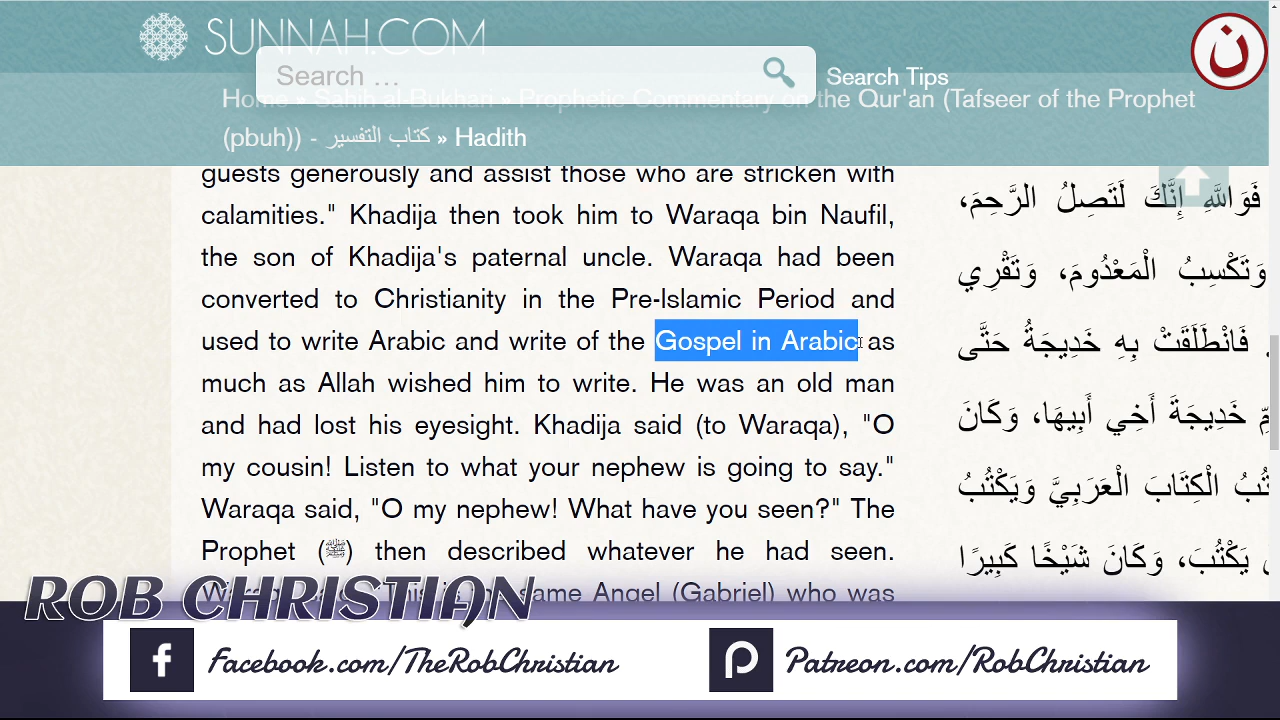 SUNNAH.COM
ن
Search ...
Search Tips
Home » Sahih al-Bukhari » Prophetic Commentary on the Qur'an (Tafseer of the Prophet
(pbuh)) - كتاب التفسير » Hadith
guests generously and assist those who are stricken with
calamities." Khadija then took him to Waraqa bin Naufil,
the son of Khadija's paternal uncle. Waraqa had been
converted to Christianity in the Pre-Islamic Period and
used to write Arabic and write of the Gospel in Arabic as
much as Allah wished him to write. He was an old man
and had lost his eyesight. Khadija said (to Waraqa), "O
my cousin! Listen to what your nephew is going to say."
Waraqa said, "O my nephew! What have you seen?" The
Prophet (ﷺ) then described whatever he had seen.
Waraqa said, "This is the same Angel (Gabriel) who was
فَوَاللَّهِ إِنَّكَ لَتَصِلُ الرَّحِمَ،
وَتَكْسِبُ الْمَعْدُومَ، وَتَقْرِي
فَانْطَلَقَتْ بِهِ خَدِيجَةُ حَتَّى
خَدِيجَةَ أَخِي أَبِيهَا، وَكَانَ
الْكِتَابَ الْعَرَبِيَّ وَيَكْتُبُ
يَكْتُبَ، وَكَانَ شَيْخًا كَبِيرًا
ROB CHRISTIAN
Facebook.com/TheRobChristian
Patreon.com/RobChristian